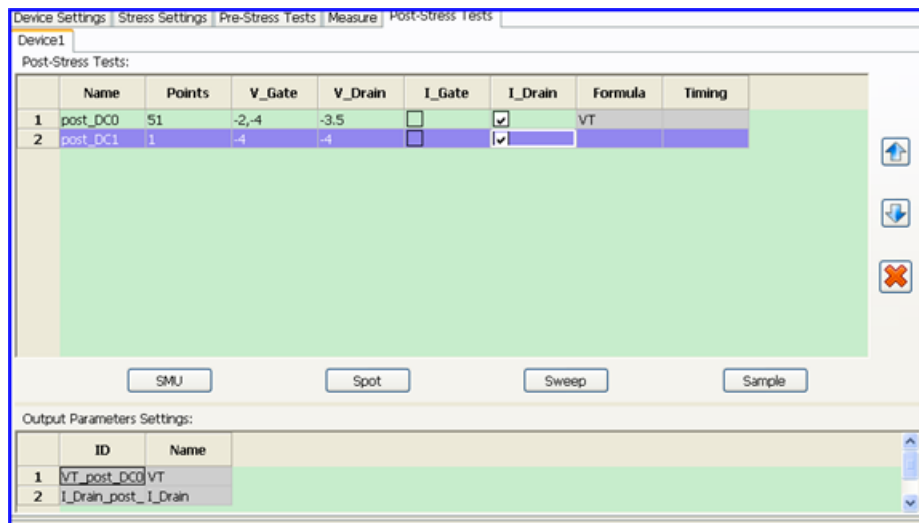 Device Settings Stress Settings Pre-Stress Tests Measure Post-Stress Tests
Device1
Post-Stress Tests:
Name Points V_Gate V_Drain I_Gate I_Drain Formula Timing
1 post_DC0 51 -2,-4 -3.5 VT
2 post_DC1 1 -4 -4
SMU Spot Sweep Sample
Output Parameters Settings:
ID Name
1 VT_post_DC0 VT
2 I_Drain_post_ I_Drain